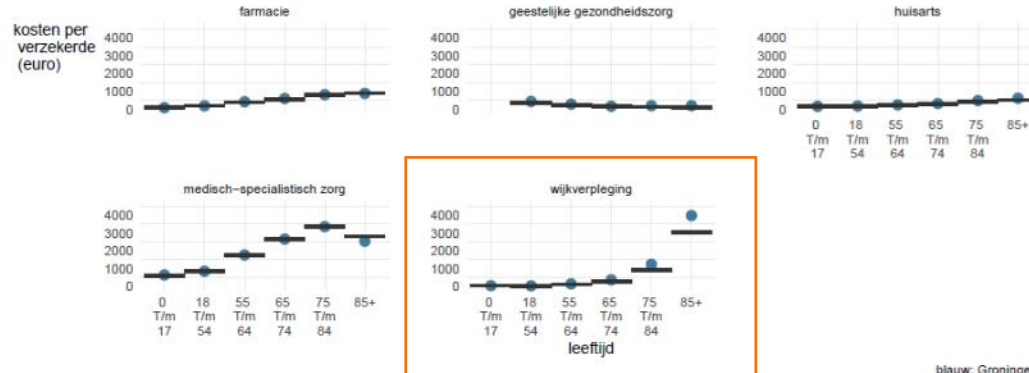 farmacie
geestelijke gezondheidszorg
huisarts
kosten per
verzekerde
(euro)
4000
3000
2000
1000
0
4000
3000
2000
1000
0
4000
3000
2000
1000
0
0 18 55 65 75 85+
T/m T/m T/m T/m T/m
17 54 64 74 84
medisch-specialistisch zorg
wijkverpleging
4000
3000
2000
1000
0
4000
3000
2000
1000
0
0 18 55 65 75 85+
T/m T/m T/m T/m T/m
17 54 64 74 84
0 18 55 65 75 85+
T/m T/m T/m T/m T/m
17 54 64 74 84
leeftijd
blauw: Groninge